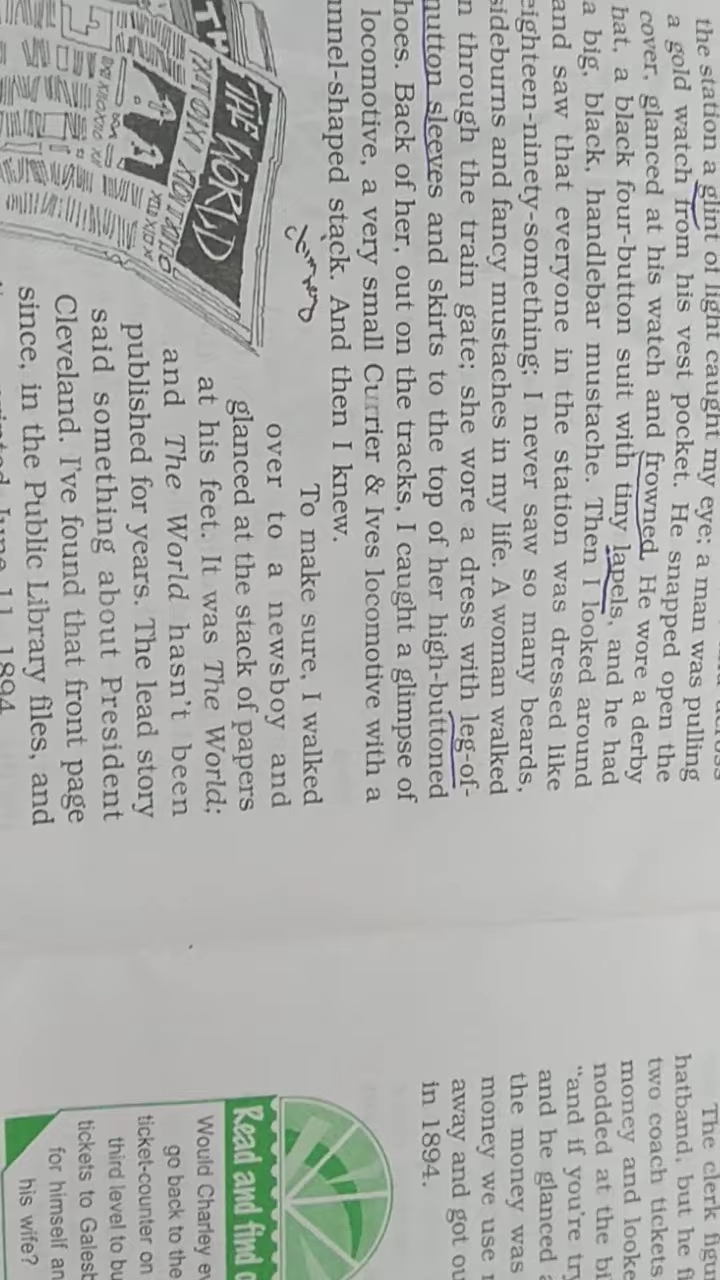 the station a glint of light caught my eye; a man was pulling
a gold watch from his vest pocket. He snapped open the
cover, glanced at his watch and frowned. He wore a derby
hat, a black four-button suit with tiny lapels, and he had
a big, black, handlebar mustache. Then I looked around
and saw that everyone in the station was dressed like
eighteen-ninety-something; I never saw so many beards,
sideburns and fancy mustaches in my life. A woman walked
n through the train gate; she wore a dress with leg-of-
mutton sleeves and skirts to the top of her high-buttoned
hoes. Back of her, out on the tracks, I caught a glimpse of
locomotive, a very small Currier & Ives locomotive with a
nnel-shaped stack. And then I knew.
To make sure, I walked
over to a newsboy and
glanced at the stack of papers
at his feet. It was The World;
and The World hasn't been
published for years. The lead story
said something about President
Cleveland. I've found that front page
since, in the Public Library files, and
June 11, 1894.
THE WORLD
TH
The clerk figu
hatband, but he
two coach tickets
money and looke
nodded at the bi
"and if you're try
and he glanced
the money was
money we use
away and got ou
in 1894.
Read and find o
Would Charley ev
go back to the
ticket-counter on
third level to bu
tickets to Galesb
for himself an
his wife?